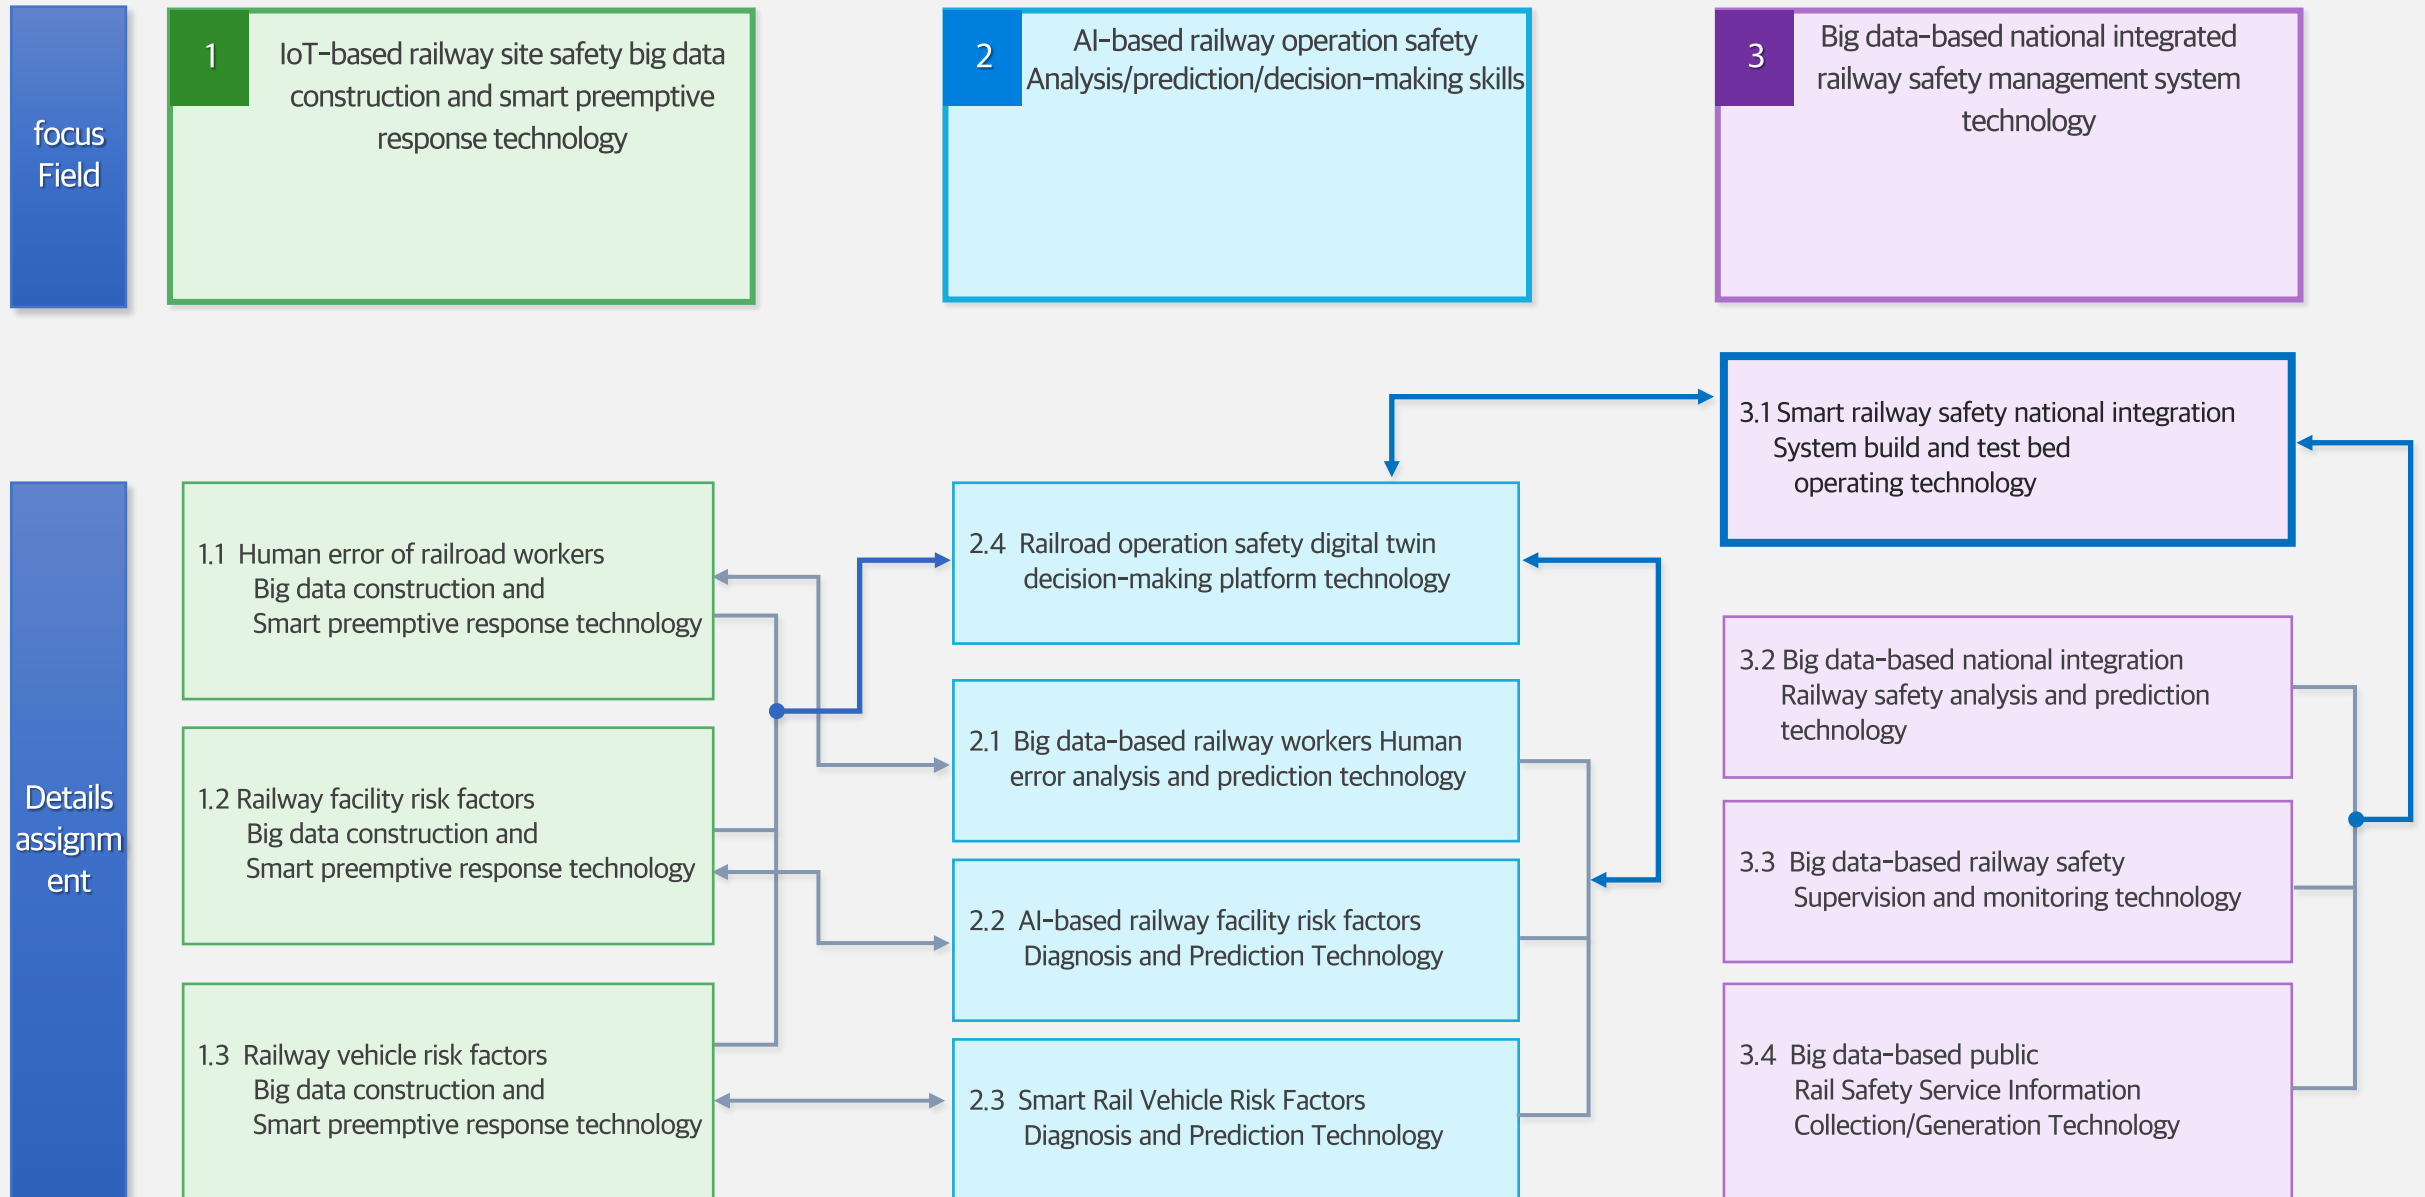 focus
Field
1
IoT-based railway site safety big data
construction and smart preemptive
response technology
2
AI-based railway operation safety
Analysis/prediction/decision-making skills
3
Big data-based national integrated
railway safety management system
technology
Details
assignm
ent
1.1 Human error of railroad workers
Big data construction and
Smart preemptive response technology
1.2 Railway facility risk factors
Big data construction and
Smart preemptive response technology
1.3 Railway vehicle risk factors
Big data construction and
Smart preemptive response technology
2.4 Railroad operation safety digital twin
decision-making platform technology
2.1 Big data-based railway workers Human
error analysis and prediction technology
2.2 AI-based railway facility risk factors
Diagnosis and Prediction Technology
2.3 Smart Rail Vehicle Risk Factors
Diagnosis and Prediction Technology
3.1 Smart railway safety national integration
System build and test bed
operating technology
3.2 Big data-based national integration
Railway safety analysis and prediction
technology
3.3 Big data-based railway safety
Supervision and monitoring technology
3.4 Big data-based public
Rail Safety Service Information
Collection/Generation Technology